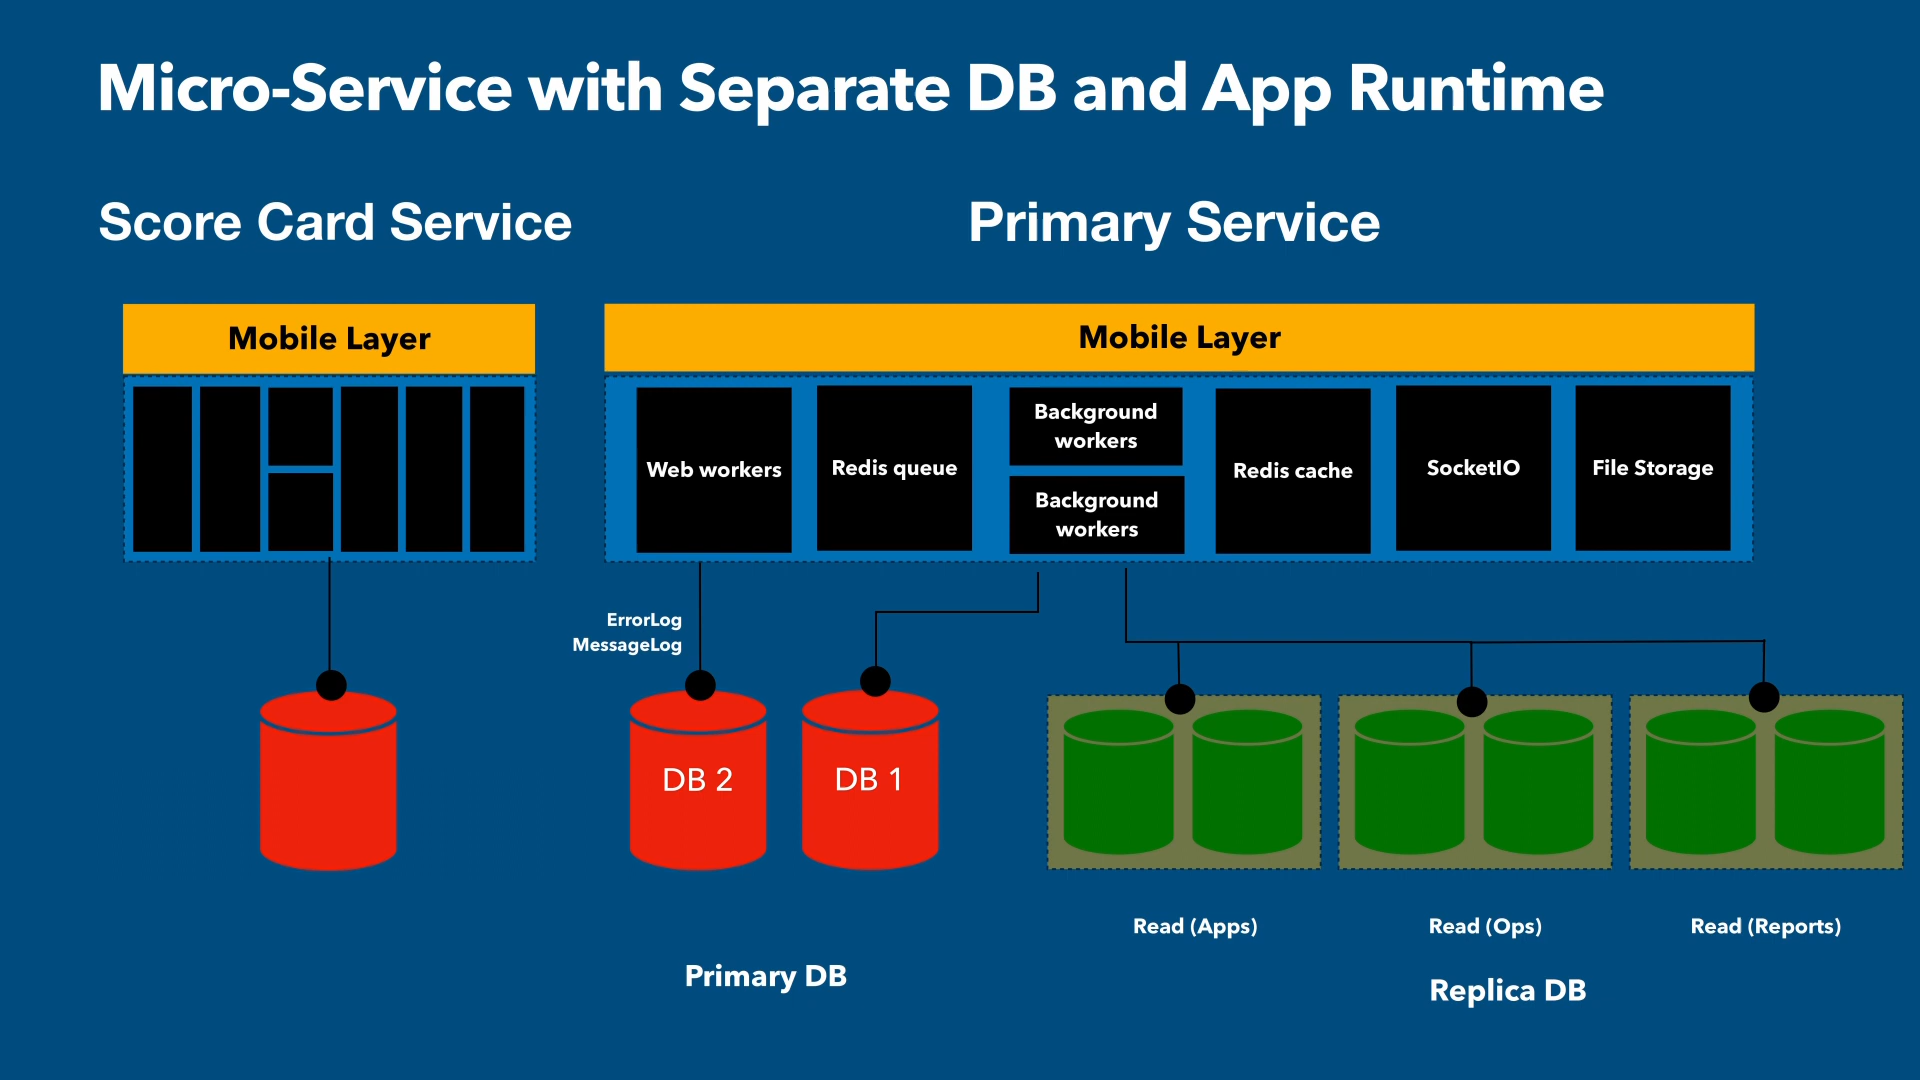 Micro-Service with Separate DB and App Runtime
Score Card Service
Primary Service
Mobile Layer
Mobile Layer
Web workers
Redis queue
Background
workers
Background
workers
Redis cache
SocketIO
File Storage
ErrorLog
MessageLog
DB 2
DB 1
Read (Apps)
Read (Ops)
Read (Reports)
Primary DB
Replica DB